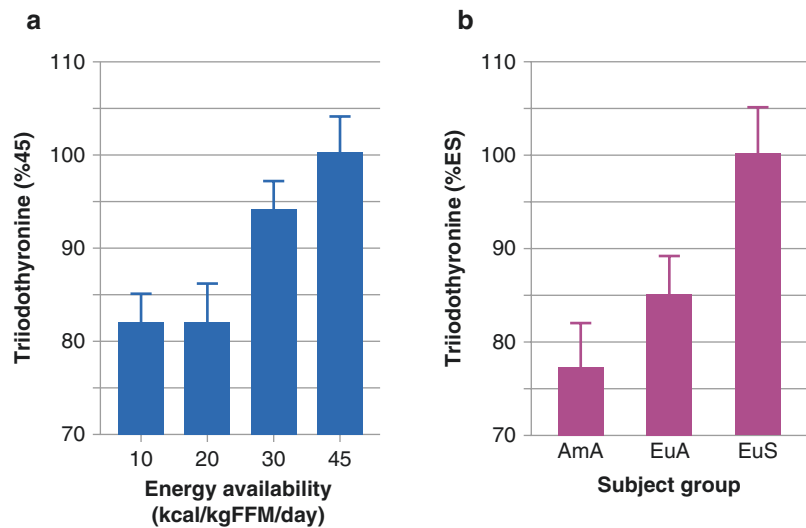 a
Triiodothyronine (%45)
110
100
90
80
70
10 20 30 45
Energy availability
(kcal/kgFFM/day)
b
Triiodothyronine (%ES)
110
100
90
80
70
AmA EuA EuS
Subject group